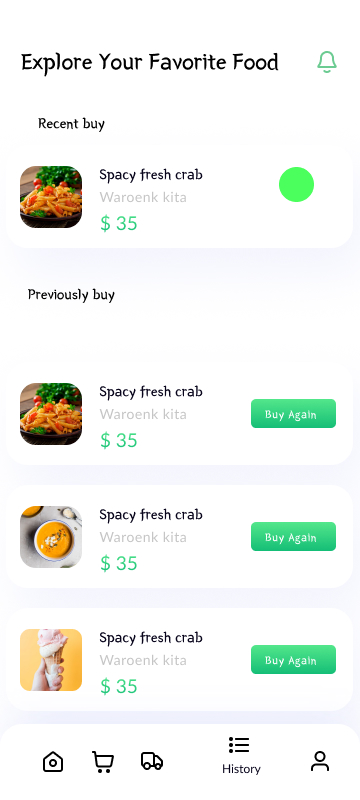 Explore Your Favorite Food
Recent buy
Spacy fresh crab
Waroenk kita
$ 35
Previously buy
Spacy fresh crab
Waroenk kita
$ 35
Buy Again
Spacy fresh crab
Waroenk kita
$ 35
Buy Again
Spacy fresh crab
Waroenk kita
$ 35
Buy Again
History